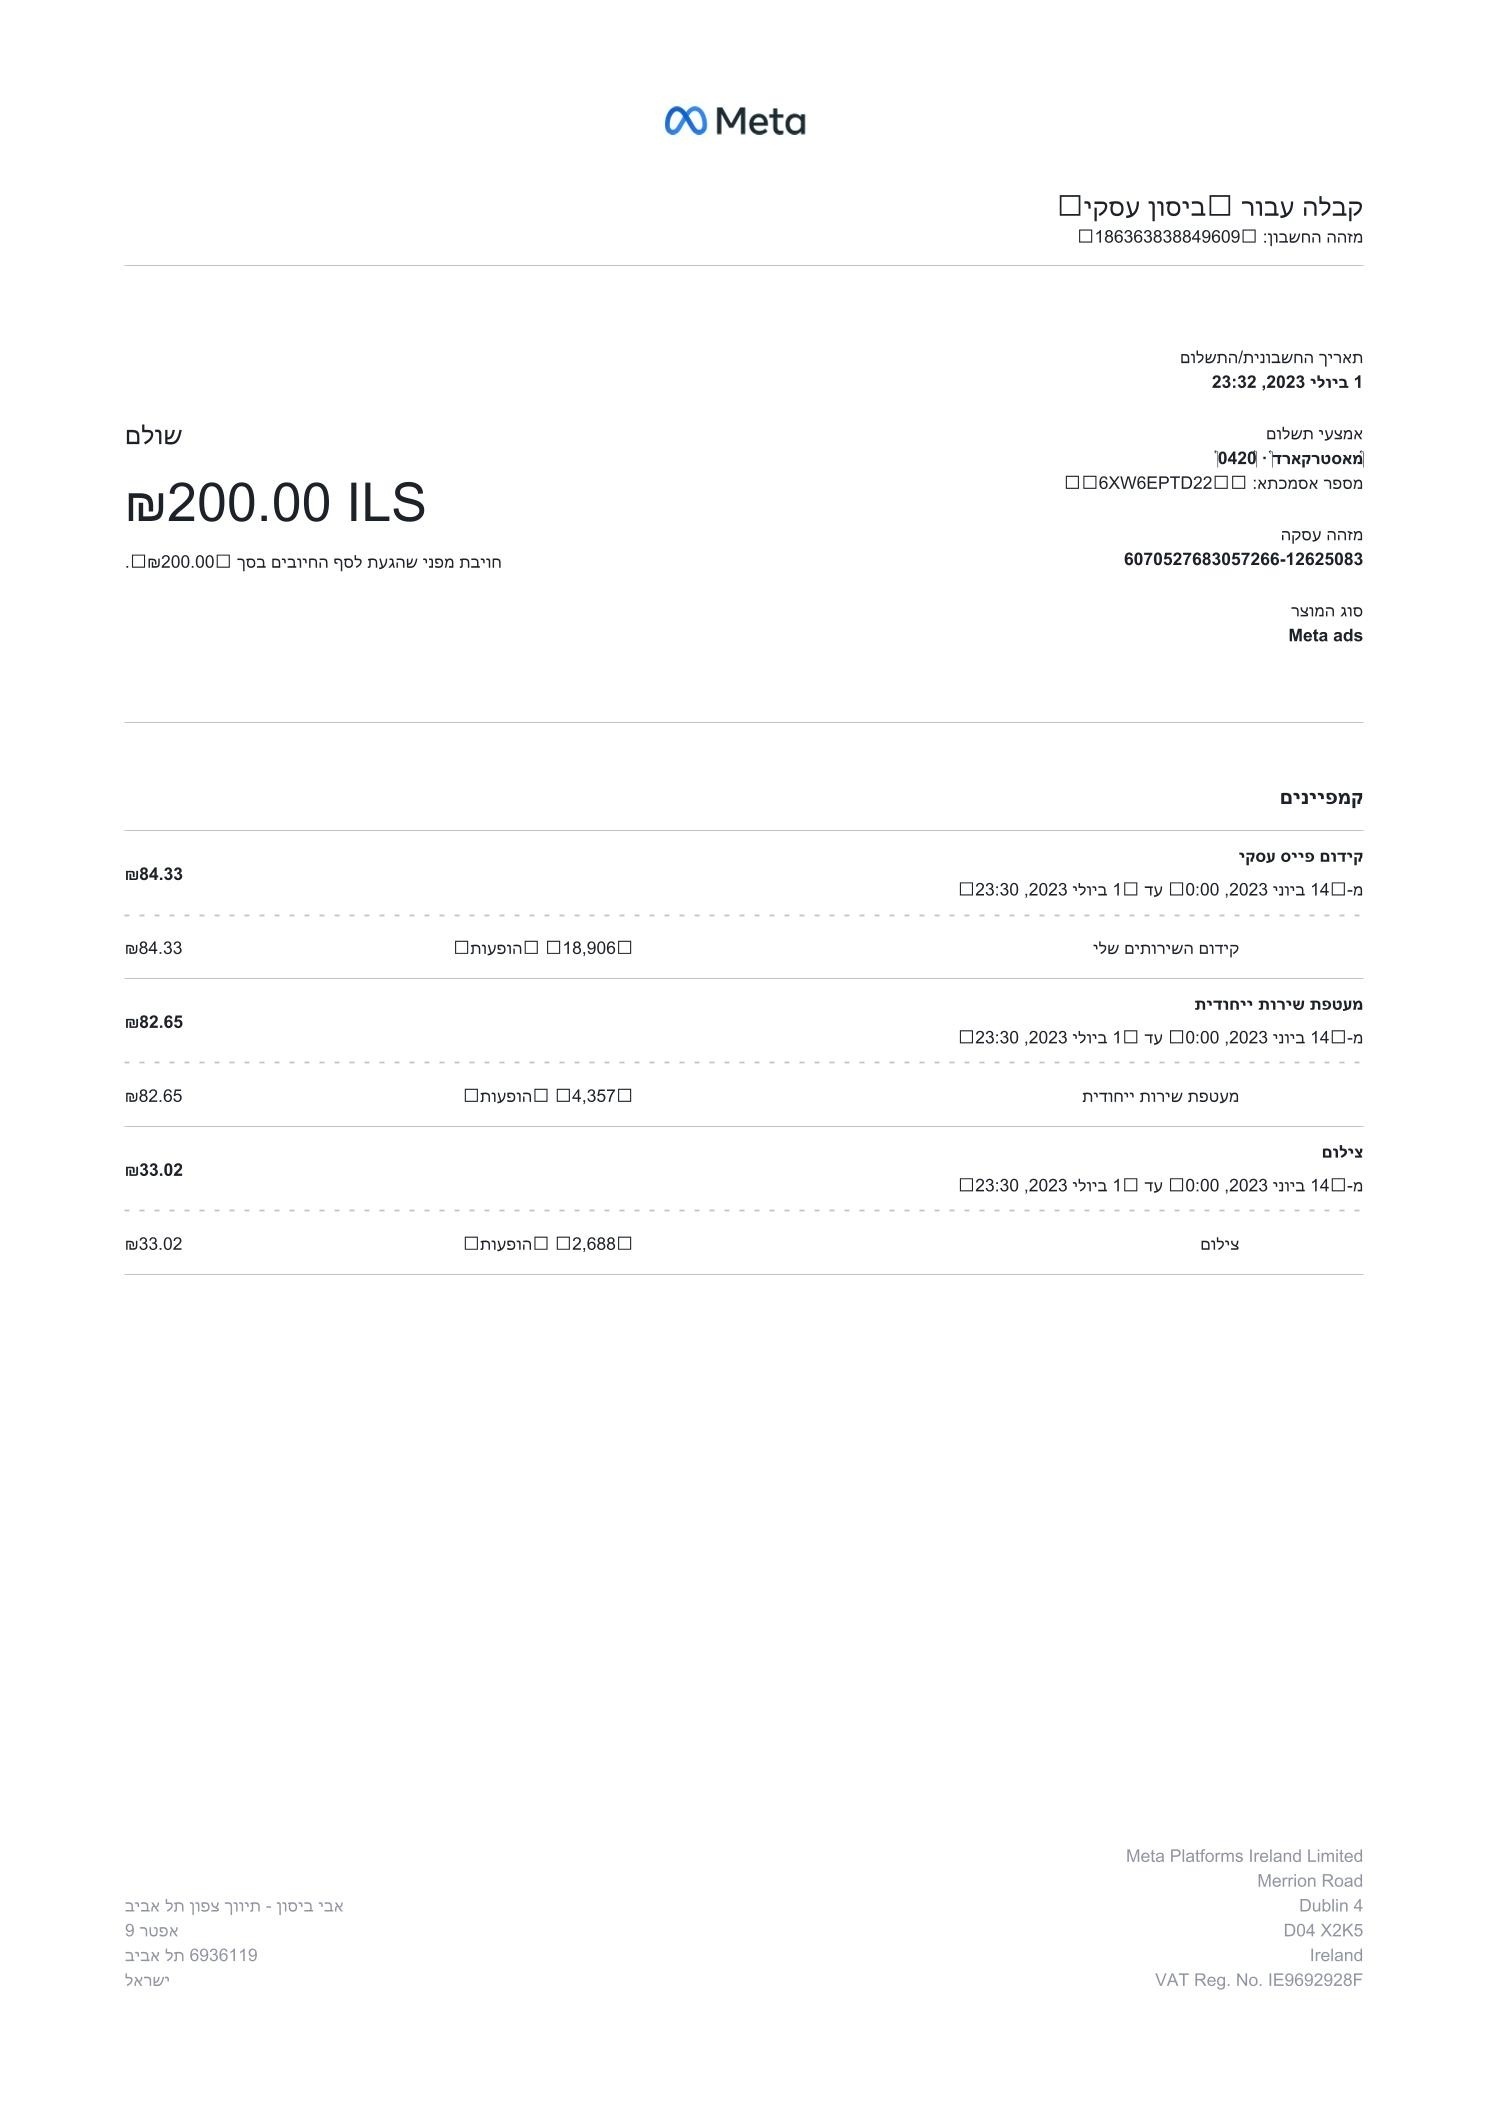 Meta
קבלה עבור ביסון עסקי
מזהה החשבון: 186363838849609
תאריך החשבונית/התשלום
1 ביולי 2023, 23:32
אמצעי תשלום
מאסטרקארד · 0420
מספר אסמכתא: 6XW6EPTD22
מזהה עסקה
6070527683057266-12625083
סוג המוצר
Meta ads
שולם
₪200.00 ILS
חויבת מפני שהגעת לסף החיובים בסך ₪200.00.
קמפיינים
קידום פייס עסקי
מ-14 ביוני 2023, 0:00 עד 1 ביולי 2023, 23:30
₪84.33
קידום השירותים שלי 18,906 הופעות ₪84.33
מעטפת שירות ייחודית
מ-14 ביוני 2023, 0:00 עד 1 ביולי 2023, 23:30
₪82.65
מעטפת שירות ייחודית 4,357 הופעות ₪82.65
צילום
מ-14 ביוני 2023, 0:00 עד 1 ביולי 2023, 23:30
₪33.02
צילום 2,688 הופעות ₪33.02
Meta Platforms Ireland Limited
Merrion Road
Dublin 4
D04 X2K5
Ireland
VAT Reg. No. IE9692928F
אבי ביסון - תיווך צפון תל אביב
אפטר 9
6936119 תל אביב
ישראל